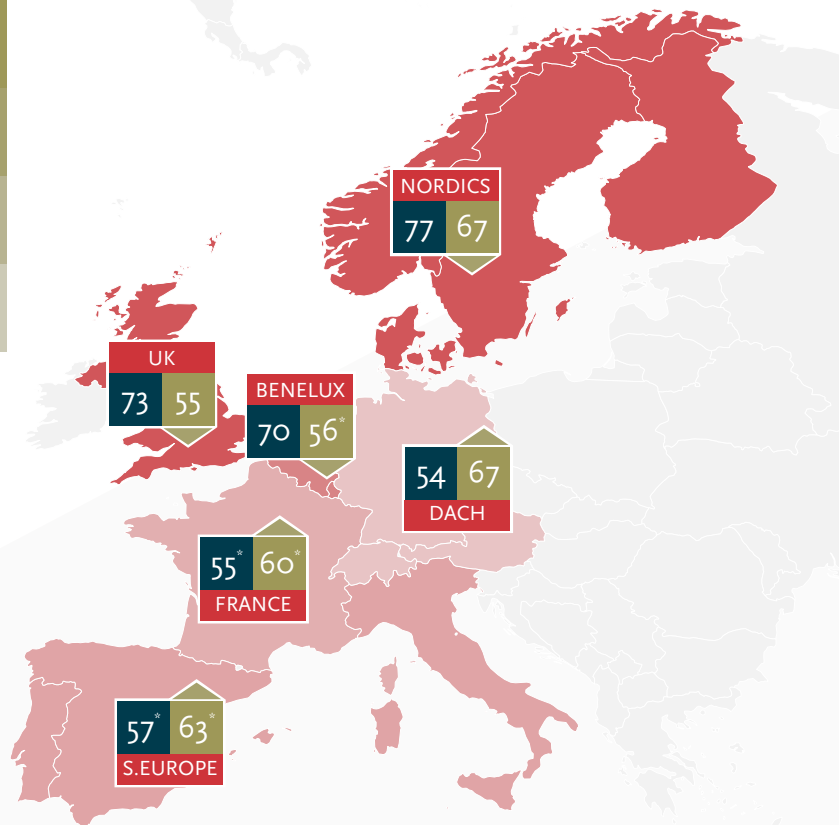 NORDICS
77 67
UK
73 55
BENELUX
70 56*
54 67
DACH
55* 60*
FRANCE
57* 63*
S.EUROPE